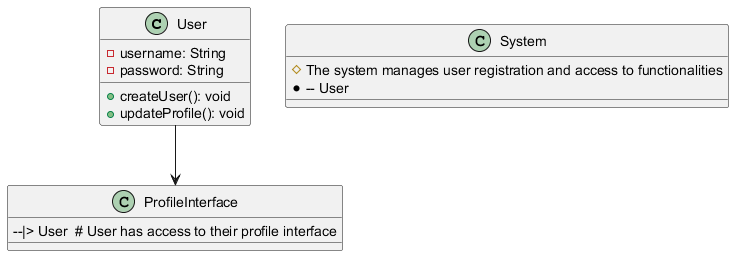 C User
username: String
password: String
createUser(): void
updateProfile(): void
C System
The system manages user registration and access to functionalities
-- User
C ProfileInterface
--|> User  # User has access to their profile interface